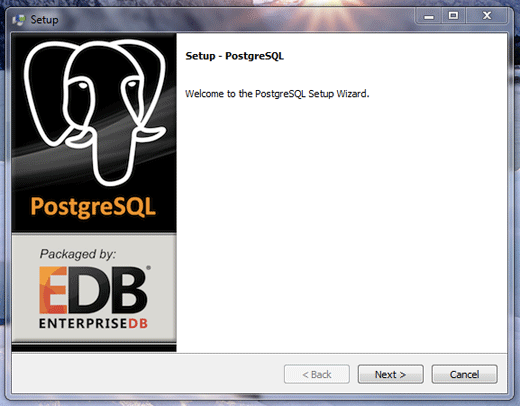 Setup
Setup - PostgreSQL
Welcome to the PostgreSQL Setup Wizard.
PostgreSQL
Packaged by:
EDB®
ENTERPRISEDB
< Back
Next >
Cancel